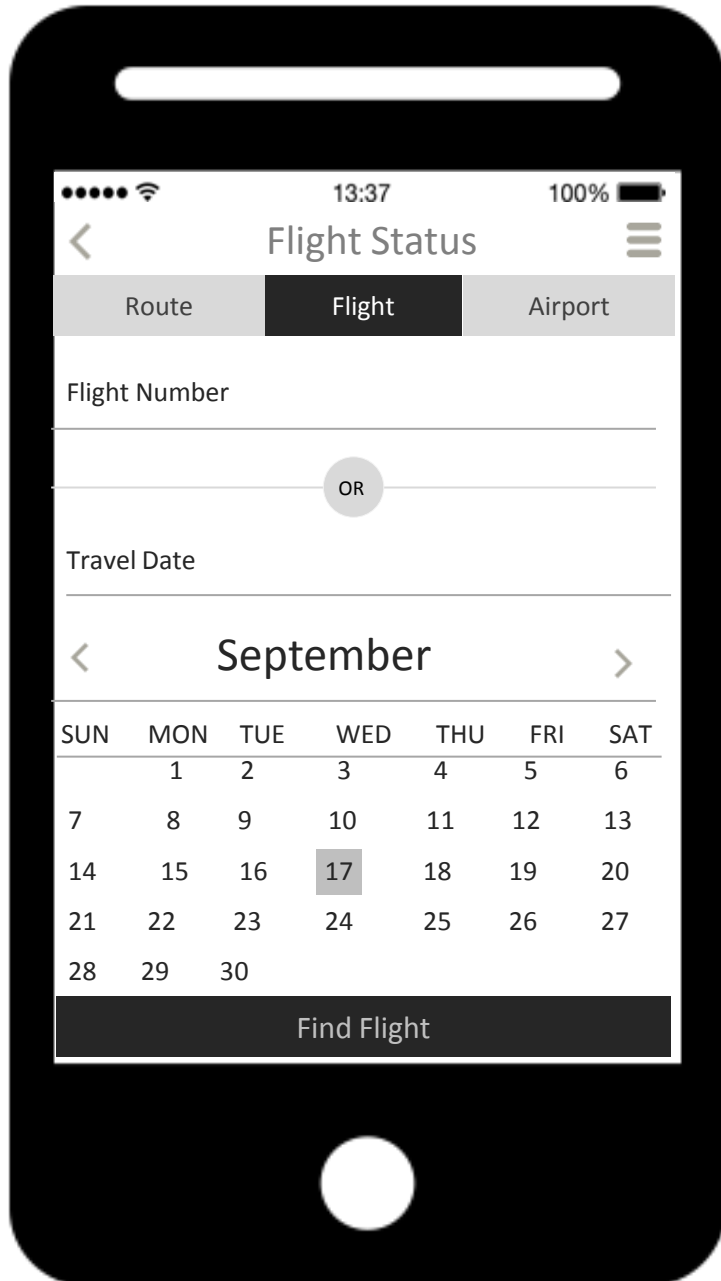 13:37 100%
Flight Status
Route Flight Airport
Flight Number
OR
Travel Date
September
SUN MON TUE WED THU FRI SAT
1 2 3 4 5 6
7 8 9 10 11 12 13
14 15 16 17 18 19 20
21 22 23 24 25 26 27
28 29 30
Find Flight